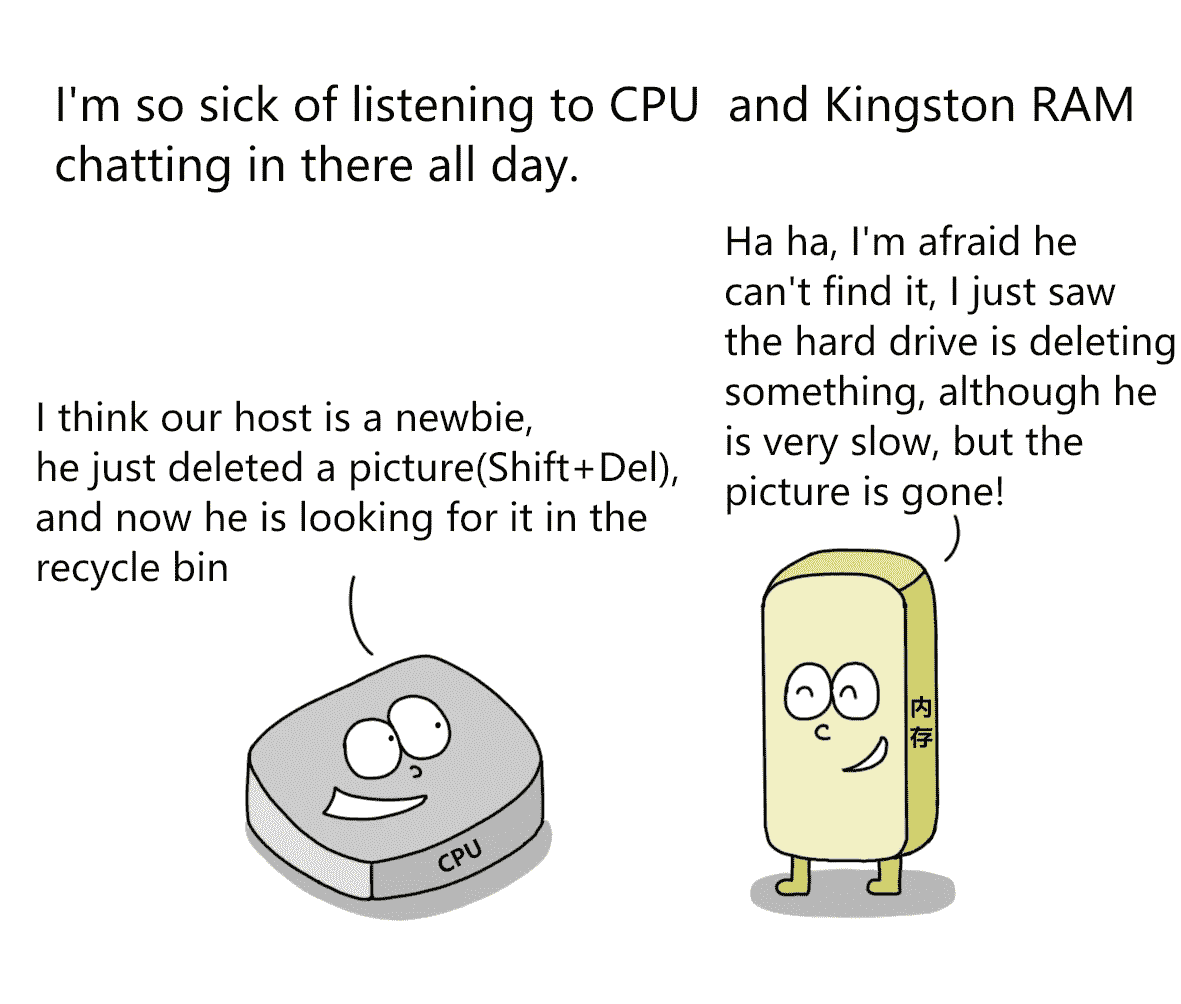 I'm so sick of listening to CPU and Kingston RAM
chatting in there all day.
Ha ha, I'm afraid he
can't find it, I just saw
the hard drive is deleting
something, although he
is very slow, but the
picture is gone!
I think our host is a newbie,
he just deleted a picture(Shift+Del),
and now he is looking for it in the
recycle bin
CPU
内
存